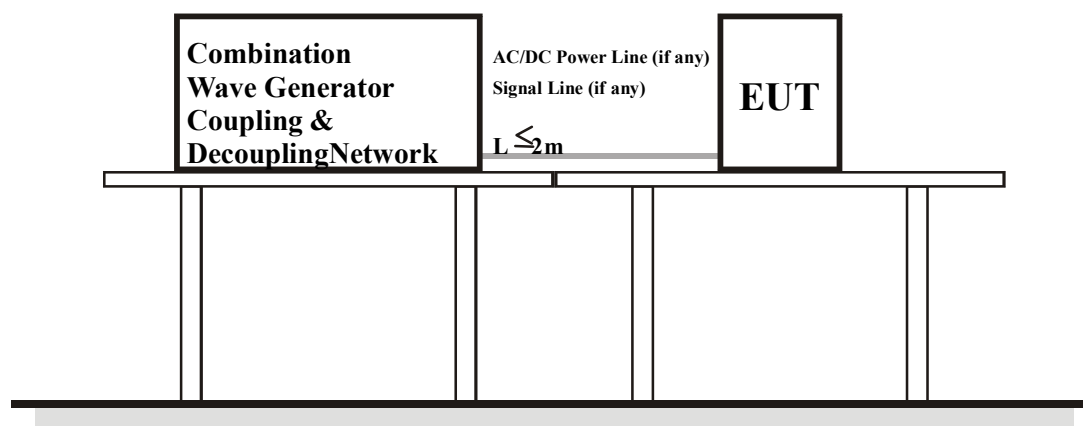 Combination
Wave Generator
Coupling &
DecouplingNetwork
AC/DC Power Line (if any)
Signal Line (if any)
L ≤2m
EUT